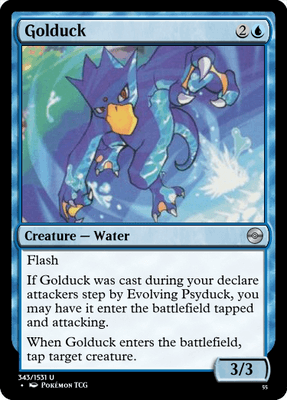 Golduck 2
Creature — Water
Flash
If Golduck was cast during your declare
attackers step by Evolving Psyduck, you
may have it enter the battlefield tapped
and attacking.
When Golduck enters the battlefield,
tap target creature.
3/3
343/1531 U
• Pokémon TCG
55